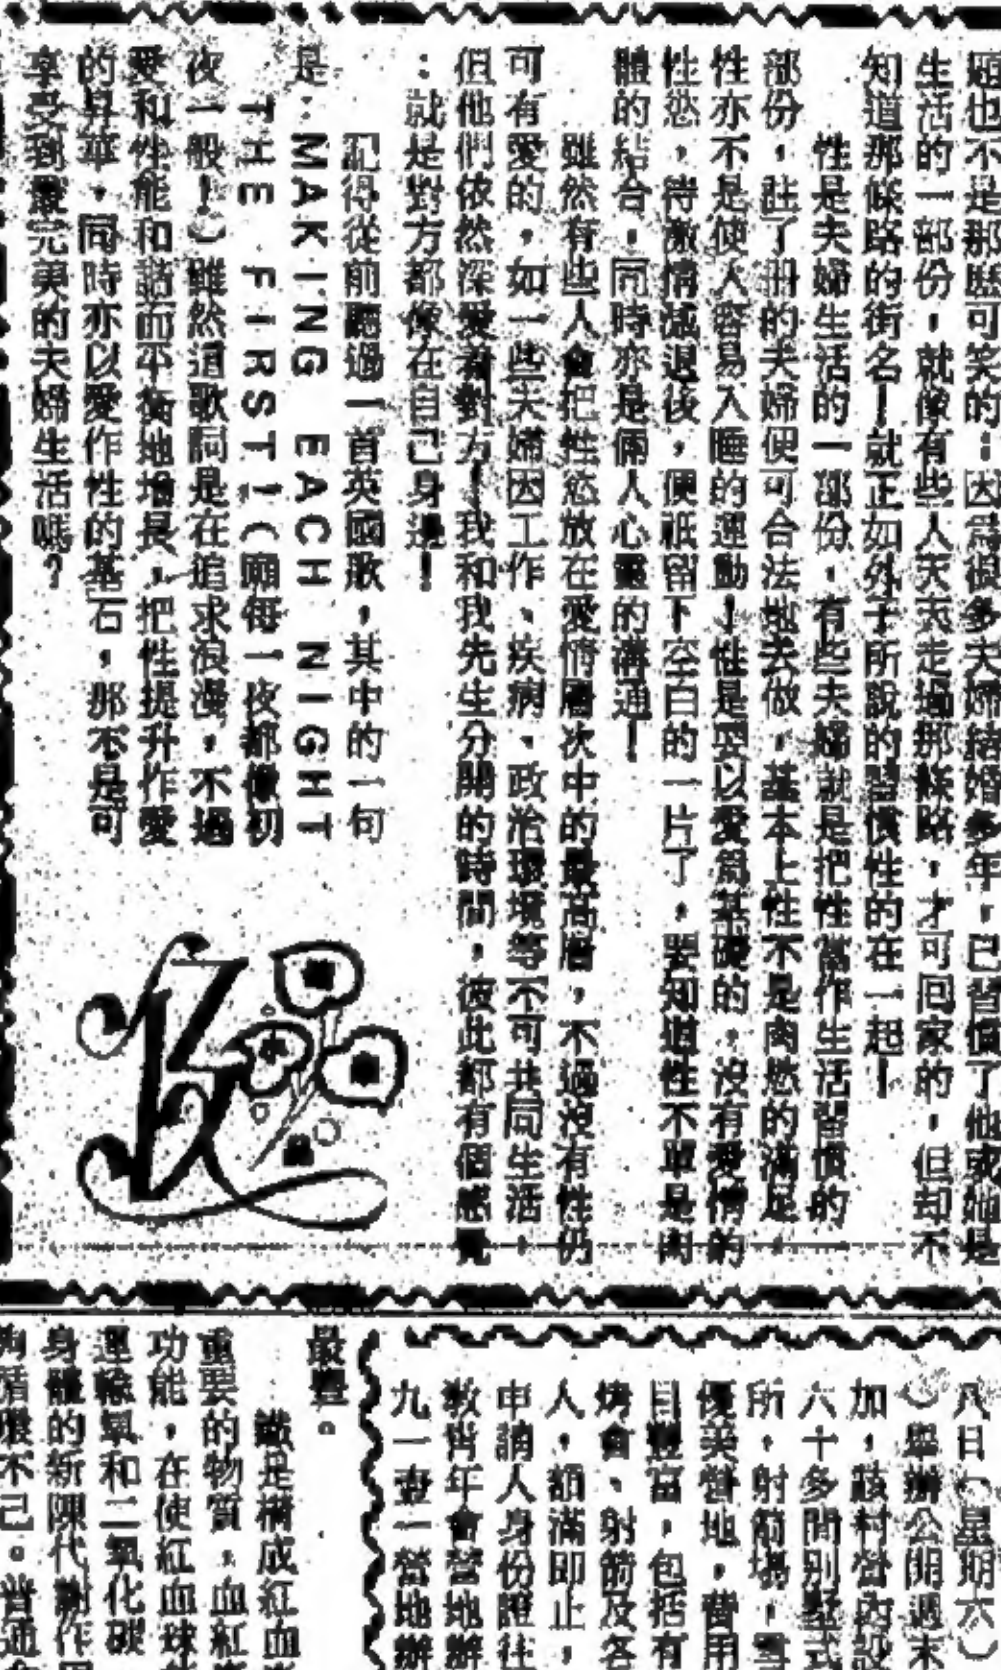 題也不是那麼可笑的：因爲很多夫婦結婚多年，已習慣了他或她是
生活的一部份，就像有些人天天走過那條路，才可回家的，但却不
知道那條路的街名！就正如外子所說的習慣性的在一起！
性是夫婦生活的一部份，有些夫婦就是把性當作生活習慣的
部份，註了冊的夫婦便可合法地去做，基本上性不是肉慾的滿足，
性亦不是使人容易入睡的運動！性是要以愛爲基礎的，沒有愛情的
性慾，待激情減退後，便祇留下空白的一片了，要知道性不單是肉
體的結合，同時亦是倆人心靈的溝通！
雖然有些人會把性慾放在愛情層次中的最高層，不過沒有性仍
可有愛的，如一些夫婦因工作、疾病、政治環境等不可共同生活，
但他們依然深愛着對方！我和我先生分開的時間，彼此都有個感覺
：就是對方都像在自己身邊！
記得從前聽過一首英國歌，其中的一句
是：MAKING EACH NIGHT
THE FIRST！（願每一夜都像初
夜一般！）雖然這歌詞是在追求浪漫，不過
愛和性能和諧而平衡地增長，把性提升作愛
的昇華，同時亦以愛作性的基石，那不是可
享受到最完美的夫婦生活嗎？
八日（星期六）
）舉辦公開週末
加，該村營內設
六十多間別墅式
所，射箭場，
優美營地，費用
目豐富，包括有
烤會、射箭及各
人，額滿即止，
申請人身份證往
教青年會營地辦
九一壹一營地辦
最豐。
鐵是構成紅血
重要的物質，血紅
功能，在使紅血球
運輸氧和二氧化碳
身體的新陳代謝作
循環不已。普通